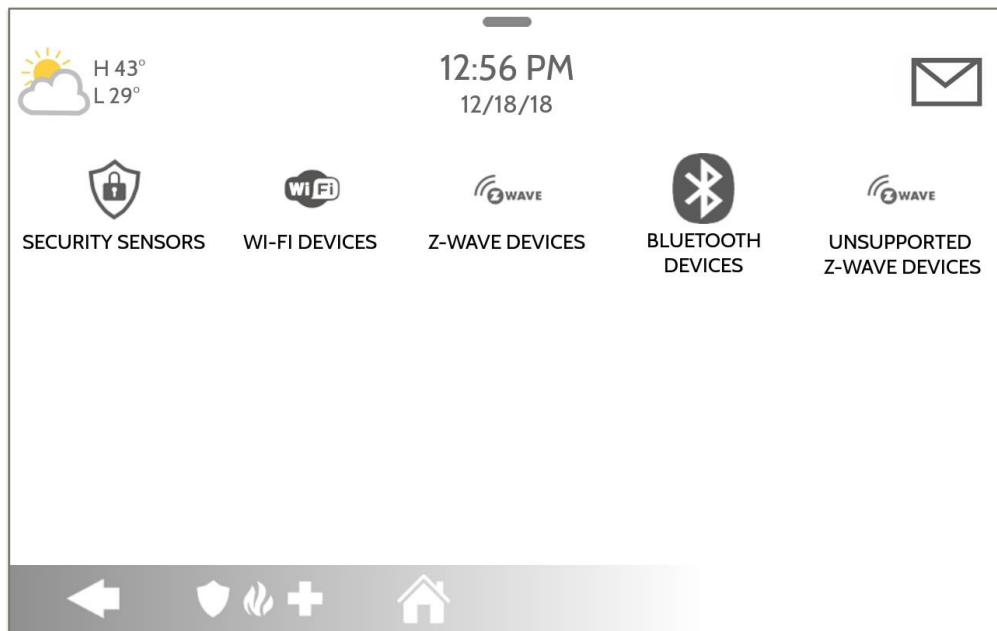 H 43°
L 29°
12:56 PM
12/18/18
WiFi
Z WAVE
Z WAVE
SECURITY SENSORS
WI-FI DEVICES
Z-WAVE DEVICES
BLUETOOTH
DEVICES
UNSUPPORTED
Z-WAVE DEVICES